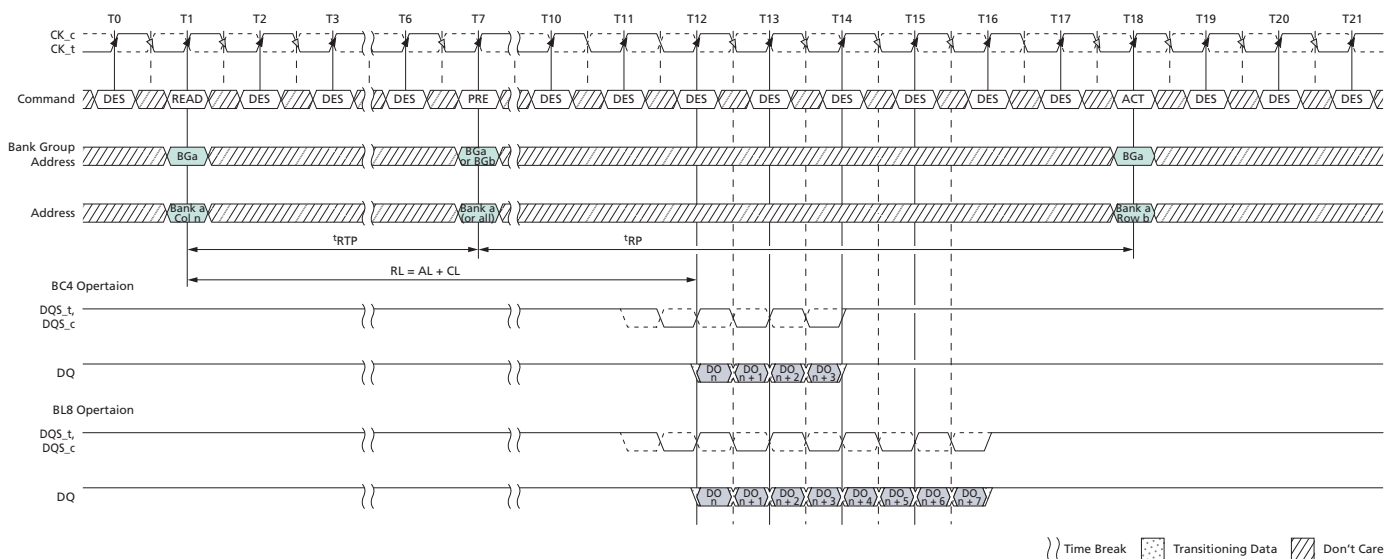 T0 T1 T2 T3 T6 T7 T10 T11 T12 T13 T14 T15 T16 T17 T18 T19 T20 T21
CK_c
CK_t
Command DES READ DES DES DES PRE DES DES DES DES DES DES DES DES ACT DES DES DES
Bank Group
Address
BGa
BGa
or BGb
BGa
Address
Bank a
Col n
Bank a
(or all)
Bank a
Row b
tRTP tRP
RL = AL + CL
BC4 Opertaion
DQS_t,
DQS_c
DQ
DO
n
DO
n + 1
DO
n + 2
DO
n + 3
BL8 Opertaion
DQS_t,
DQS_c
DQ
DO
n
DO
n + 1
DO
n + 2
DO
n + 3
DO
n + 4
DO
n + 5
DO
n + 6
DO
n + 7
Time Break Transitioning Data Don't Care